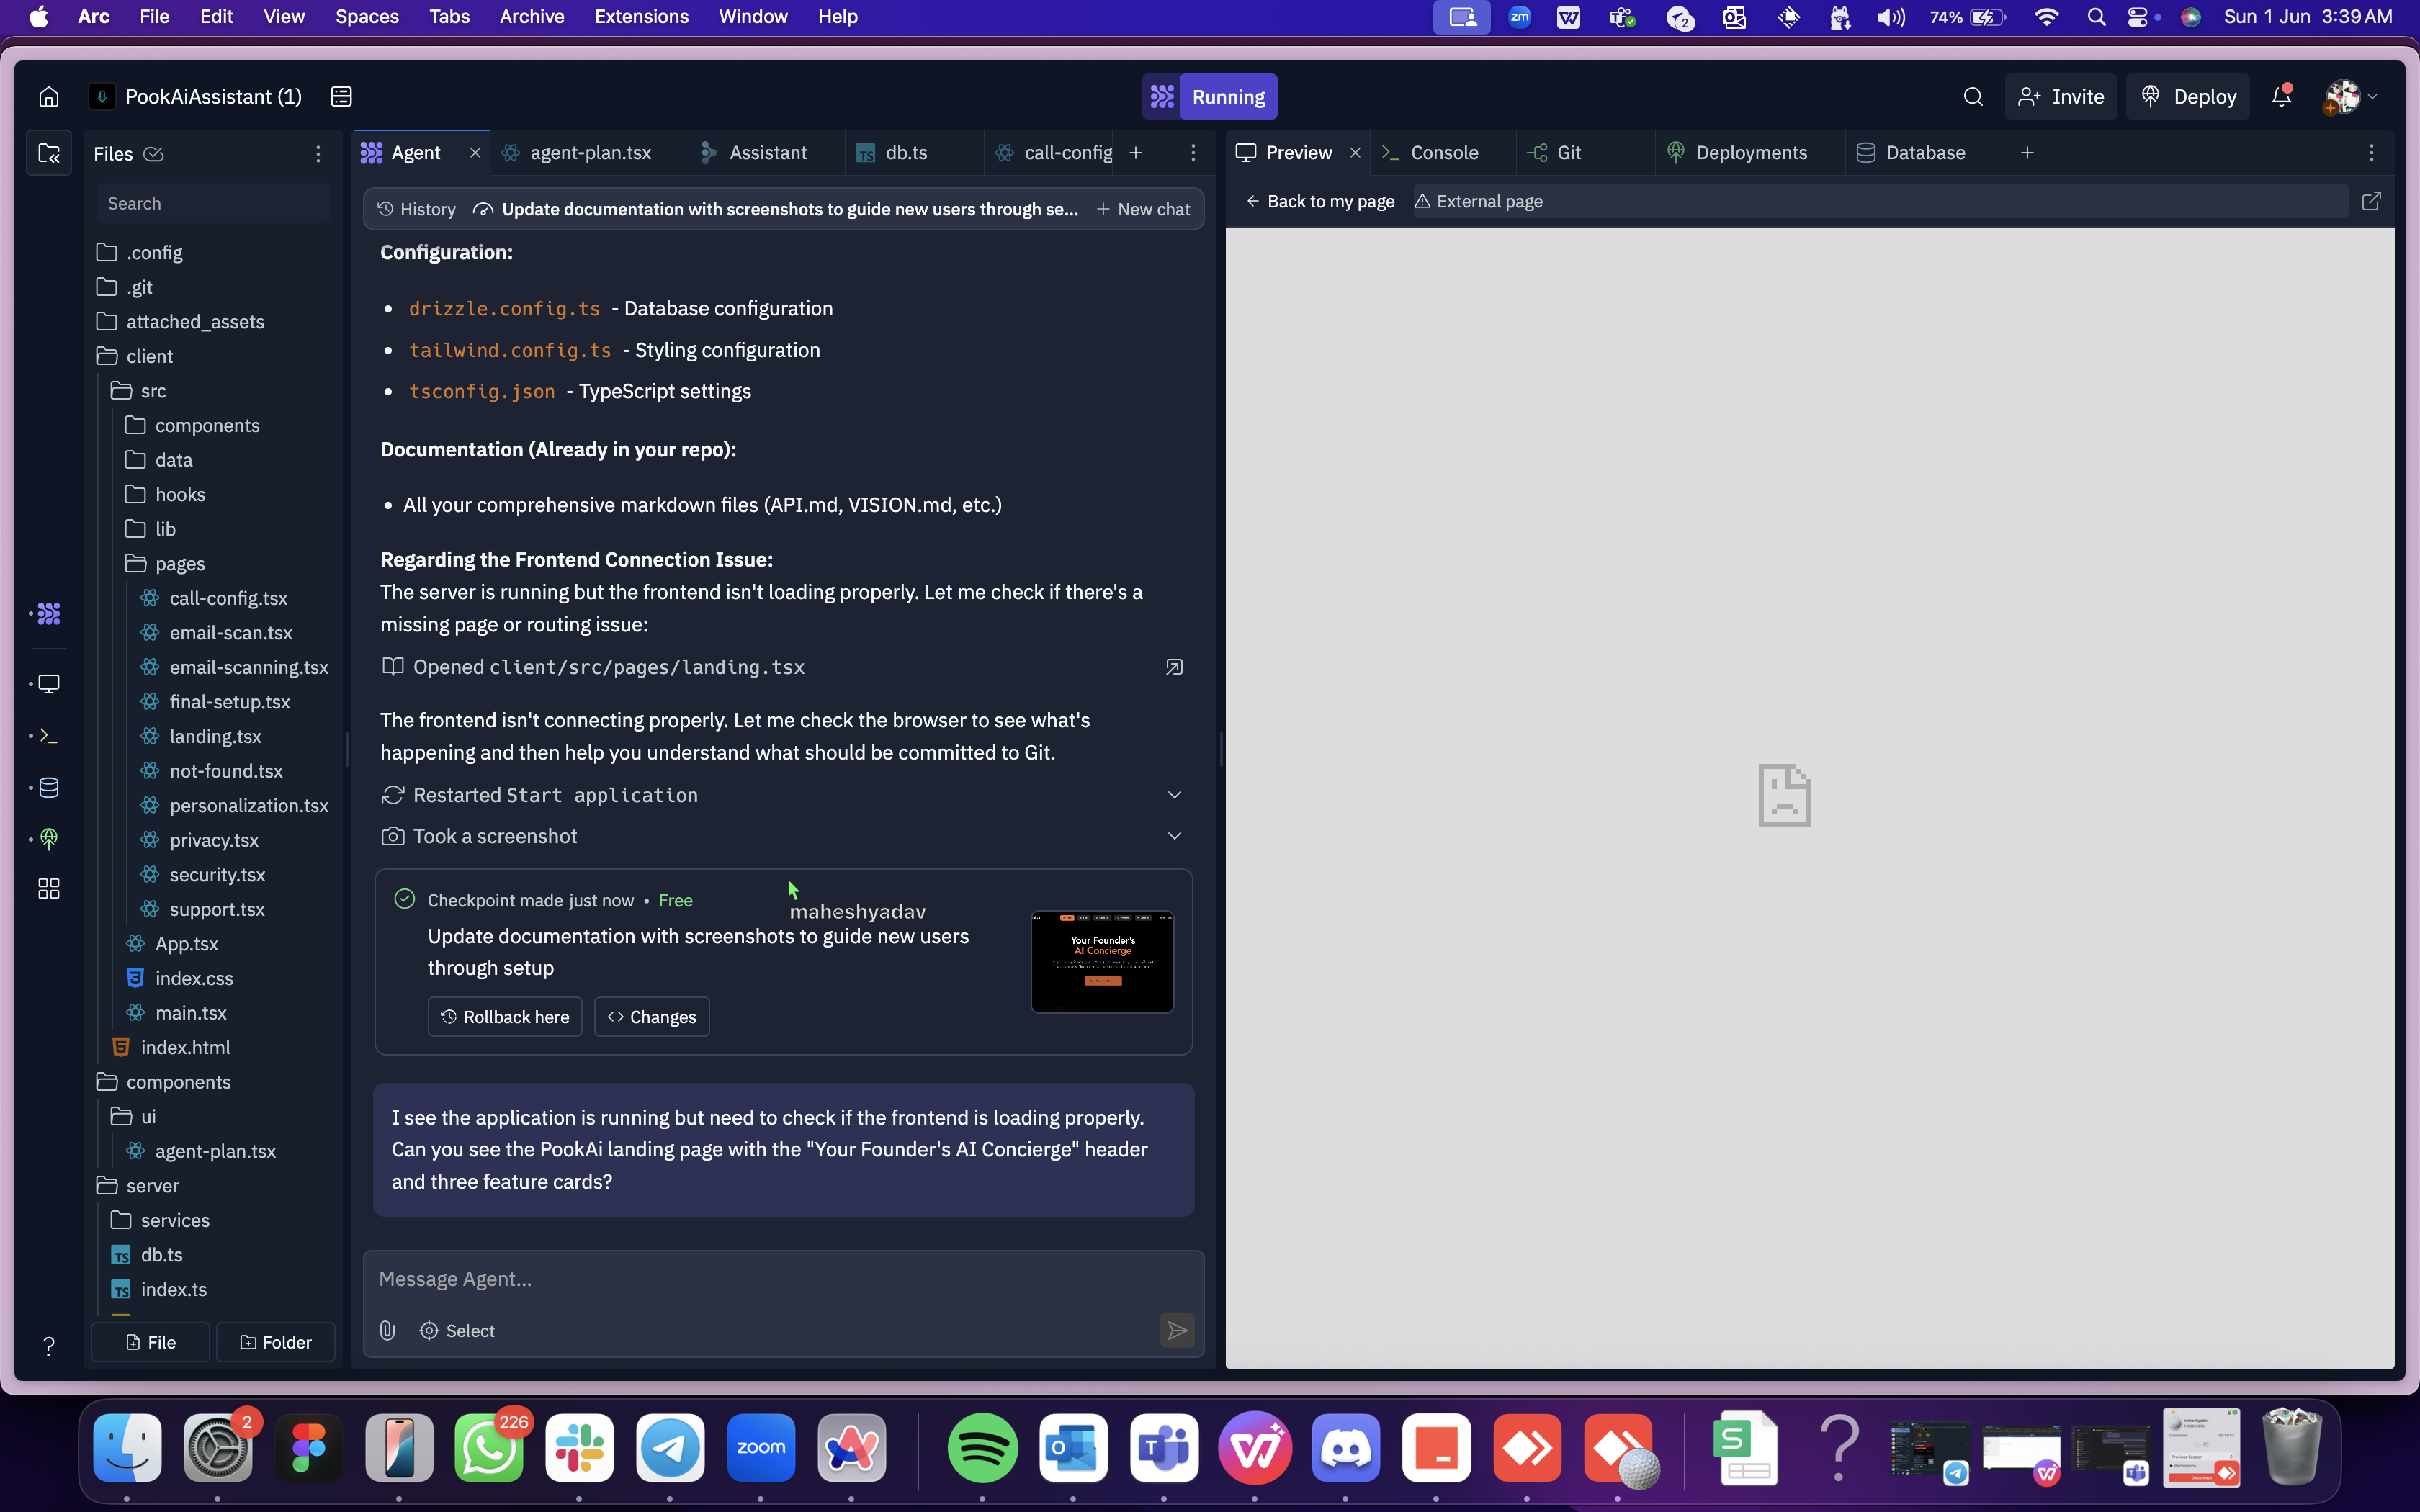 Arc File Edit View Spaces Tabs Archive Extensions Window Help
zm
2
74%
Sun 1 Jun 3:39 AM
PookAiAssistant (1)
Running
Invite
Deploy
Files
Search
.config
.git
attached_assets
client
src
components
data
hooks
lib
pages
call-config.tsx
email-scan.tsx
email-scanning.tsx
final-setup.tsx
landing.tsx
not-found.tsx
personalization.tsx
privacy.tsx
security.tsx
support.tsx
App.tsx
index.css
main.tsx
index.html
components
ui
agent-plan.tsx
server
services
TS db.ts
TS index.ts
File
Folder
?
Agent
agent-plan.tsx
Assistant
TS db.ts
call-config
History
Update documentation with screenshots to guide new users through se...
New chat
Configuration:
• drizzle.config.ts - Database configuration
• tailwind.config.ts - Styling configuration
• tsconfig.json - TypeScript settings
Documentation (Already in your repo):
• All your comprehensive markdown files (API.md, VISION.md, etc.)
Regarding the Frontend Connection Issue:
The server is running but the frontend isn't loading properly. Let me check if there's a
missing page or routing issue:
Opened client/src/pages/landing.tsx
The frontend isn't connecting properly. Let me check the browser to see what's
happening and then help you understand what should be committed to Git.
Restarted Start application
Took a screenshot
Checkpoint made just now • Free
maheshyadav
Update documentation with screenshots to guide new users
through setup
Rollback here
Changes
Your Founder's
AI Concierge
I see the application is running but need to check if the frontend is loading properly.
Can you see the PookAi landing page with the "Your Founder's AI Concierge" header
and three feature cards?
Message Agent...
Select
Preview
Console
Git
Deployments
Database
Back to my page
External page
2
226
zoom